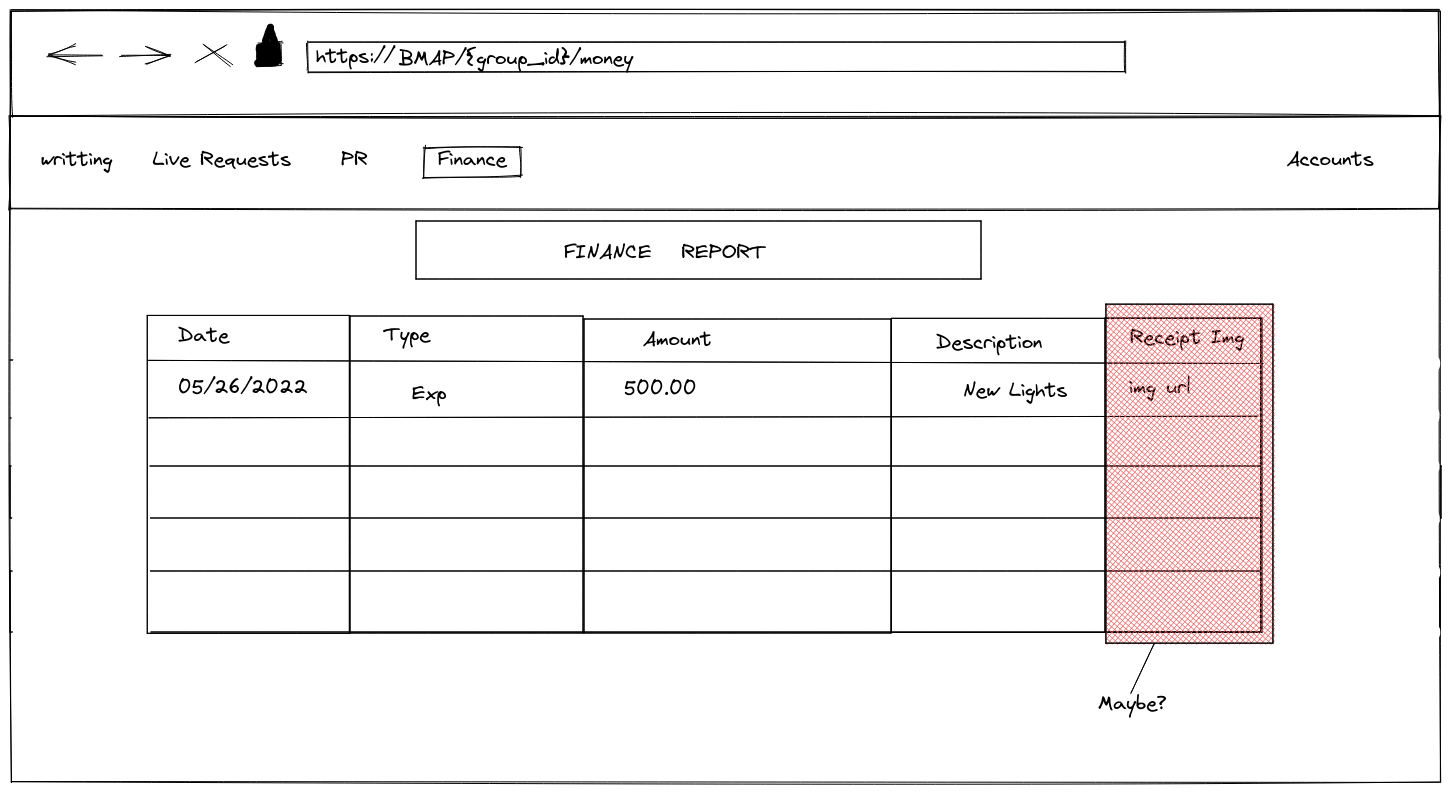 https:// BMAP/{group_id}/money
writting Live Requests PR Finance Accounts
FINANCE REPORT
Date Type Amount Description Receipt Img
05/26/2022 Exp 500.00 New Lights img url
Maybe?